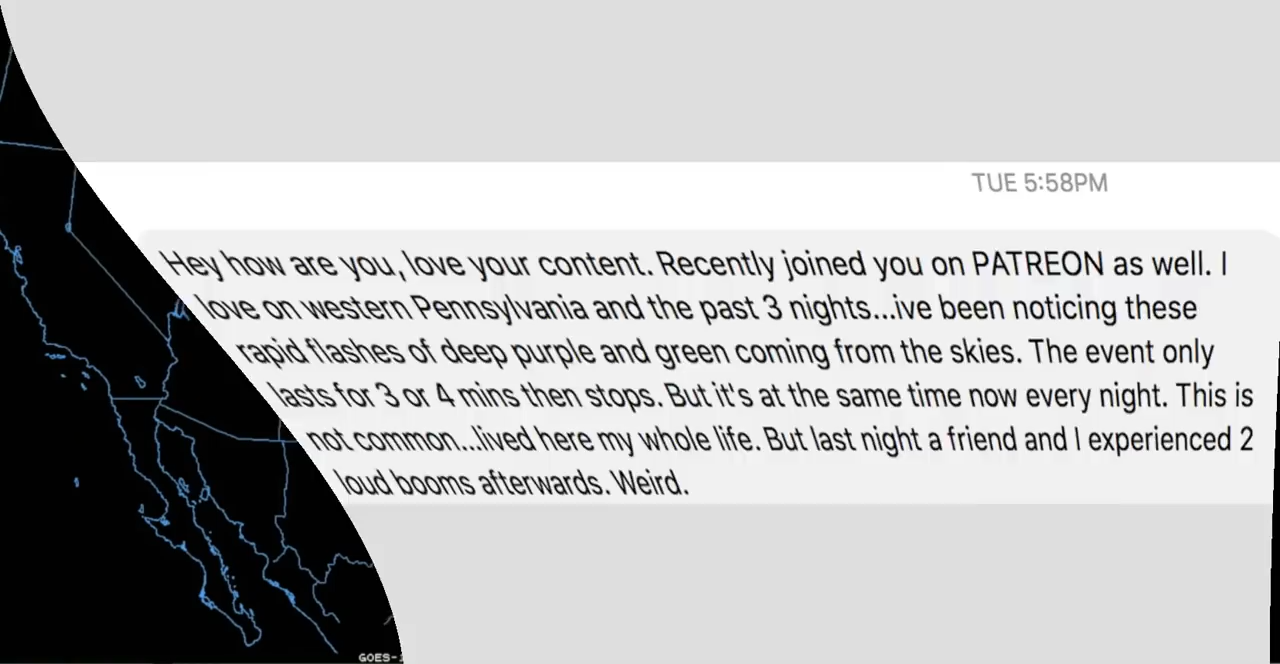 TUE 5:58PM
Hey how are you, love your content. Recently joined you on PATREON as well. I
love on western Pennsylvania and the past 3 nights...ive been noticing these
rapid flashes of deep purple and green coming from the skies. The event only
lasts for 3 or 4 mins then stops. But it's at the same time now every night. This is
not common...lived here my whole life. But last night a friend and I experienced 2
loud booms afterwards. Weird.
GOES-